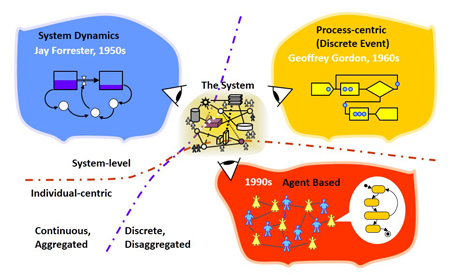 System Dynamics
Jay Forrester, 1950s
Process-centric
(Discrete Event)
Geoffrey Gordon, 1960s
The System
System-level
Individual-centric
1990s Agent Based
Continuous,
Aggregated
Discrete,
Disaggregated